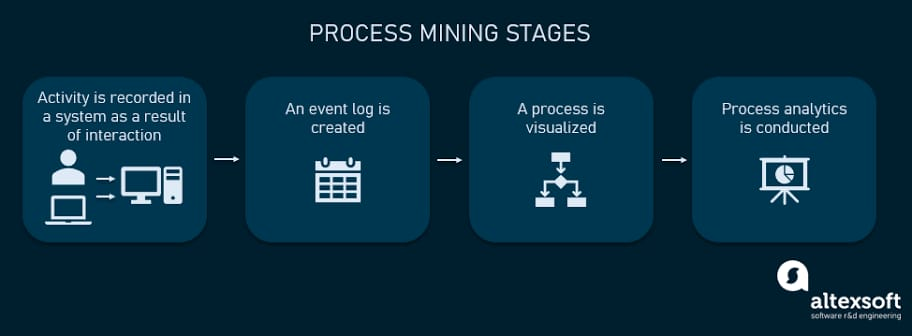 PROCESS MINING STAGES
Activity is recorded in
a system as a result
of interaction
An event log is
created
A process is
visualized
Process analytics
is conducted
altexsoft
software r&d engineering